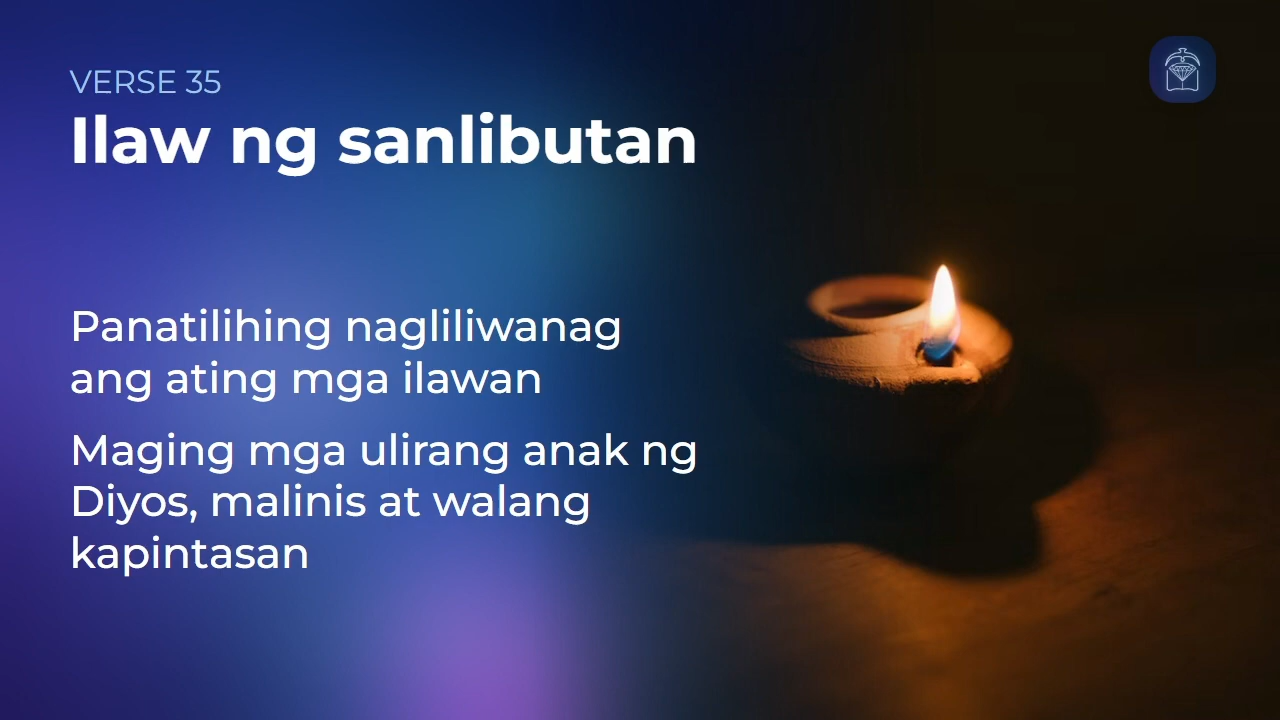 VERSE 35
Ilaw ng sanlibutan
Panatilihing nagliliwanag
ang ating mga ilawan
Maging mga ulirang anak ng
Diyos, malinis at walang
kapintasan